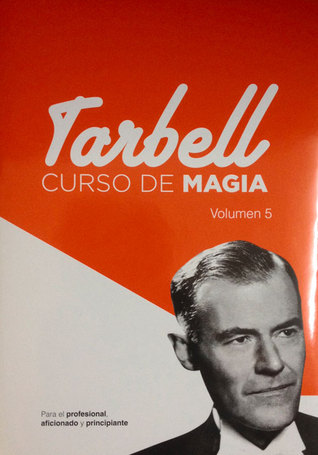 Tarbell
CURSO DE MAGIA
Volumen 5
Para el profesional,
aficionado y principiante